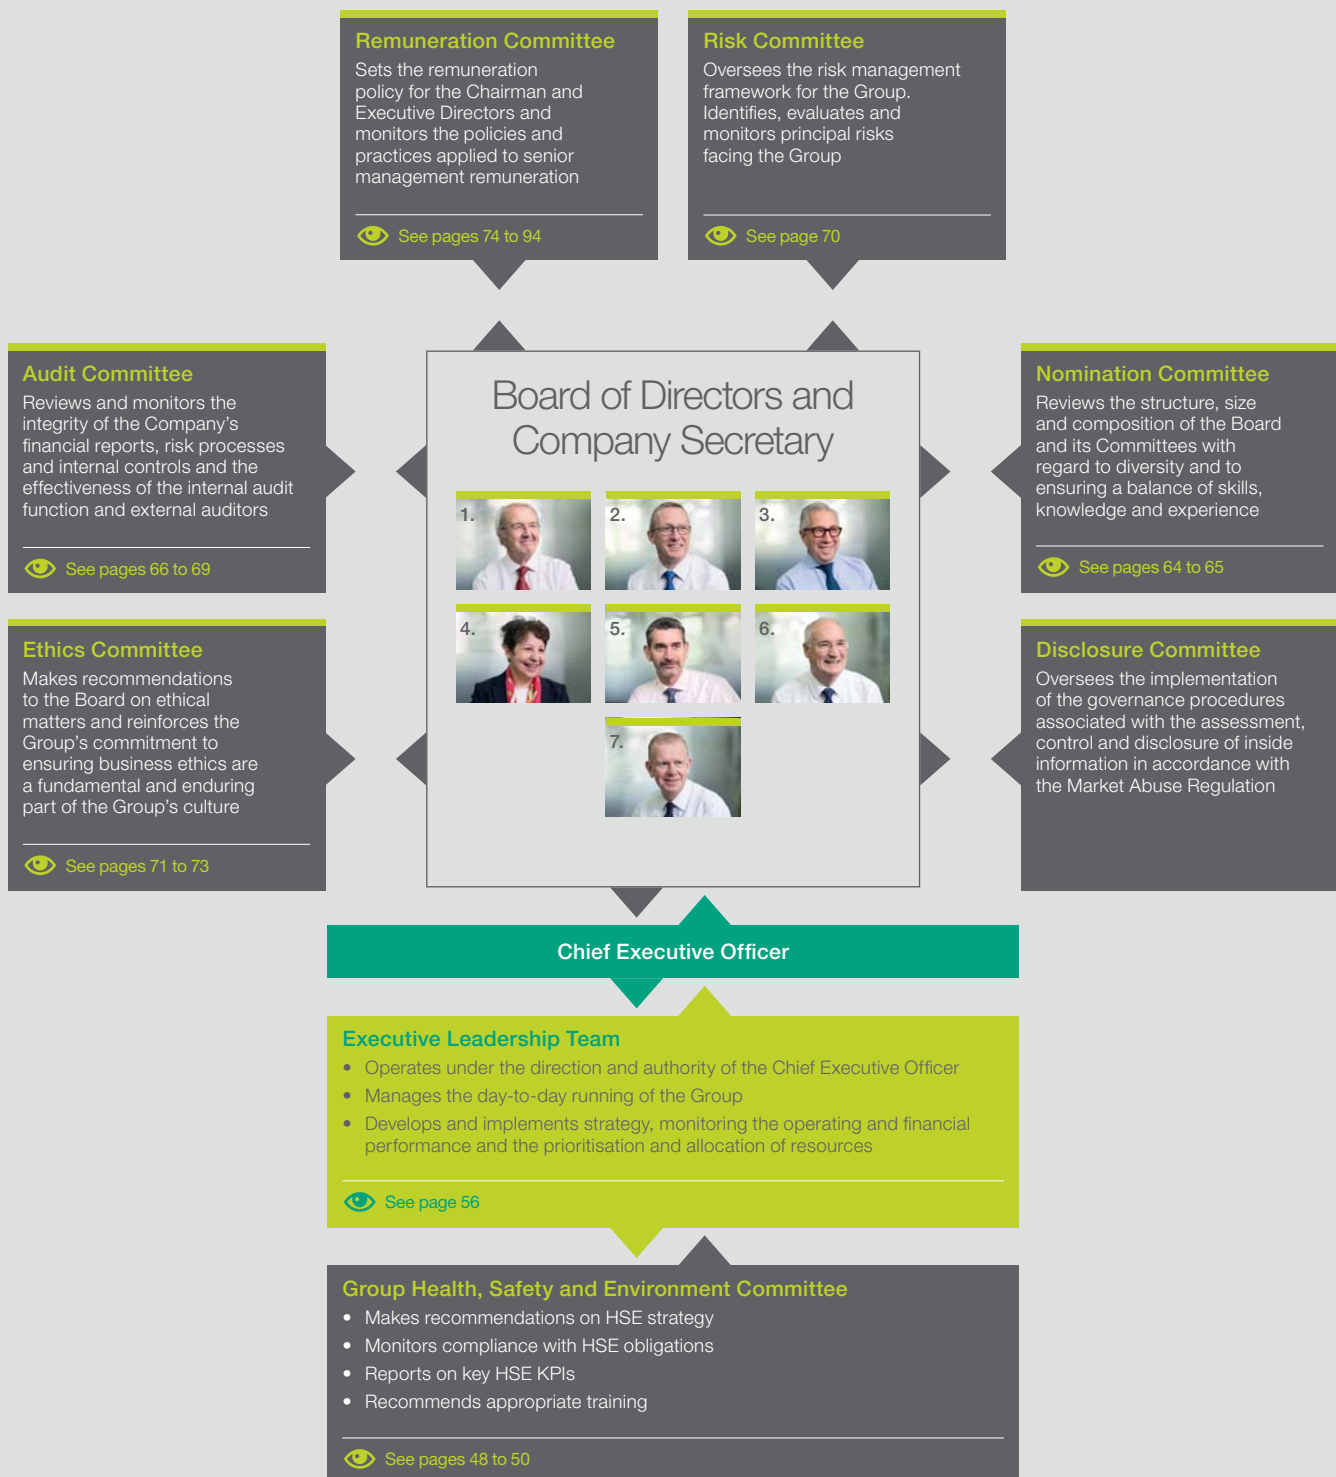 Remuneration Committee
Sets the remuneration
policy for the Chairman and
Executive Directors and
monitors the policies and
practices applied to senior
management remuneration
See pages 74 to 94
Risk Committee
Oversees the risk management
framework for the Group.
Identifies, evaluates and
monitors principal risks
facing the Group
See page 70
Audit Committee
Reviews and monitors the
integrity of the Company's
financial reports, risk processes
and internal controls and the
effectiveness of the internal audit
function and external auditors
See pages 66 to 69
Ethics Committee
Makes recommendations
to the Board on ethical
matters and reinforces the
Group's commitment to
ensuring business ethics are
a fundamental and enduring
part of the Group's culture
See pages 71 to 73
Board of Directors and
Company Secretary
1.
2.
3.
4.
5.
6.
7.
Nomination Committee
Reviews the structure, size
and composition of the Board
and its Committees with
regard to diversity and to
ensuring a balance of skills,
knowledge and experience
See pages 64 to 65
Disclosure Committee
Oversees the implementation
of the governance procedures
associated with the assessment,
control and disclosure of inside
information in accordance with
the Market Abuse Regulation
Chief Executive Officer
Executive Leadership Team
• Operates under the direction and authority of the Chief Executive Officer
• Manages the day-to-day running of the Group
• Develops and implements strategy, monitoring the operating and financial
performance and the prioritisation and allocation of resources
See page 56
Group Health, Safety and Environment Committee
• Makes recommendations on HSE strategy
• Monitors compliance with HSE obligations
• Reports on key HSE KPIs
• Recommends appropriate training
See pages 48 to 50